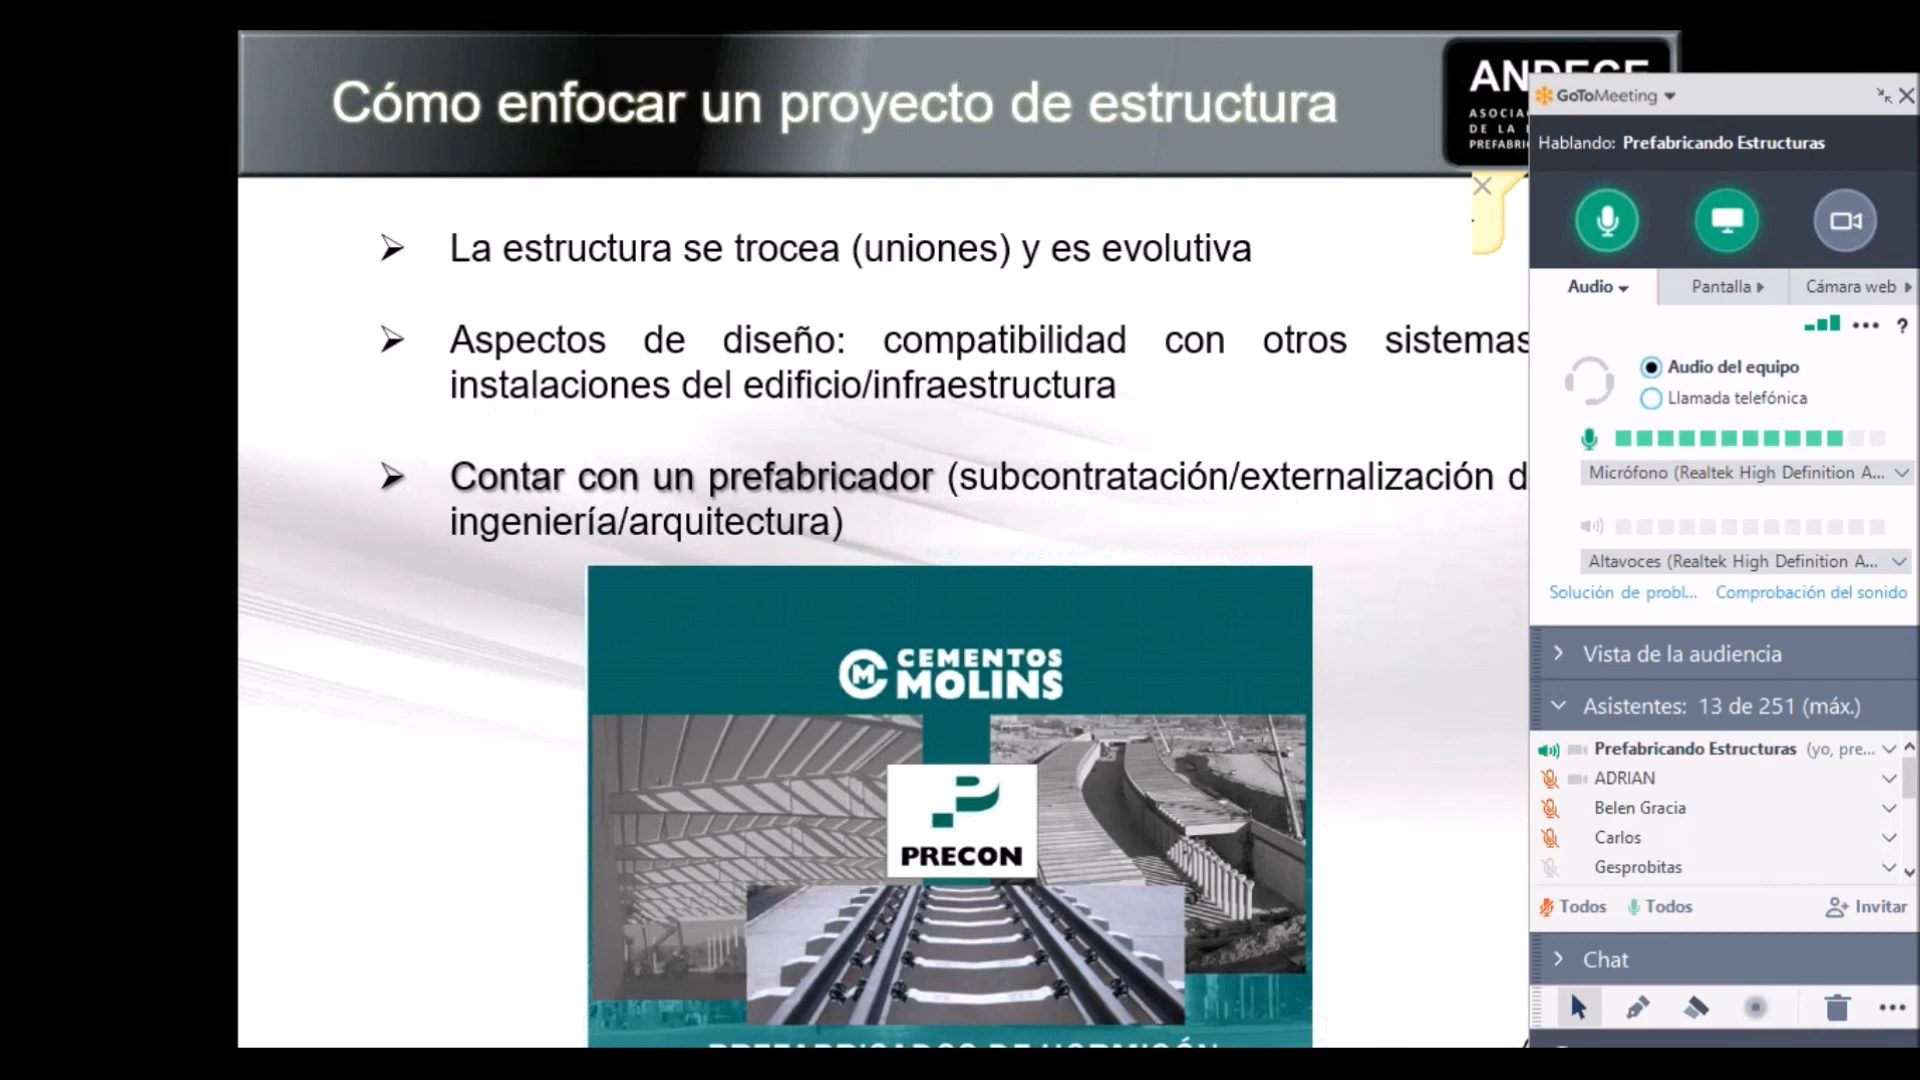 Cómo enfocar un proyecto de estructura
ASOCIA
DE LA
PREFABRI
La estructura se trocea (uniones) y es evolutiva
Aspectos de diseño: compatibilidad con otros sistemas
instalaciones del edificio/infraestructura
Contar con un prefabricador (subcontratación/externalización d
ingeniería/arquitectura)
CEMENTOS
MOLINS
PRECON
GoToMeeting
Hablando: Prefabricando Estructuras
Audio
Pantalla
Cámara web
?
Audio del equipo
Llamada telefónica
Micrófono (Realtek High Definition A...
Altavoces (Realtek High Definition A...
Solución de probl...
Comprobación del sonido
Vista de la audiencia
Asistentes: 13 de 251 (máx.)
Prefabricando Estructuras (yo, pre...
ADRIAN
Belen Gracia
Carlos
Gesprobitas
Todos
Todos
Invitar
Chat